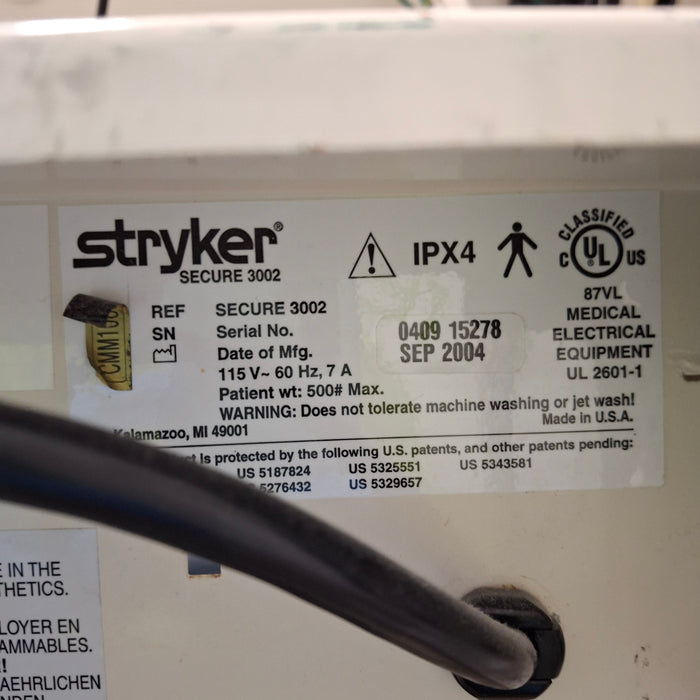 stryker®
SECURE 3002
IPX4
CLASSIFIED
C UL US
87VL
MEDICAL
ELECTRICAL
EQUIPMENT
UL 2601-1
REF SECURE 3002
SN Serial No. 0409 15278
Date of Mfg. SEP 2004
115 V~ 60 Hz, 7 A
Patient wt: 500# Max.
WARNING: Does not tolerate machine washing or jet wash!
Kalamazoo, MI 49001
Made in U.S.A.
is protected by the following U.S. patents, and other patents pending:
US 5187824 US 5325551 US 5343581
5276432 US 5329657
CMM100
IN THE
THETICS.
LOYER EN
AMMABLES.
!
AEHRLICHEN